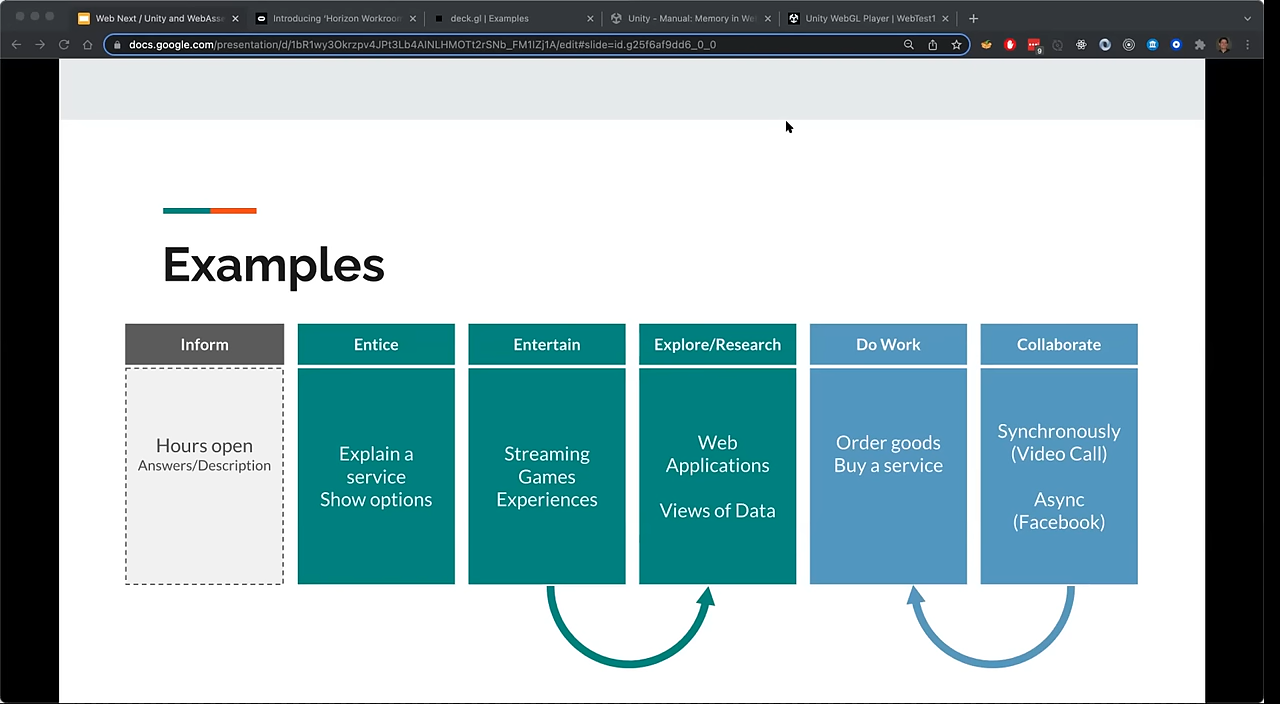 Web Next / Unity and WebAsse
Introducing 'Horizon Workroom
deck.gl | Examples
Unity - Manual: Memory in We
Unity WebGL Player | WebTest1
docs.google.com/presentation/d/1bR1wy3Okrzpv4JPt3Lb4AlNLHMOTt2rSNb_FM1IZj1A/edit#slide=id.g25f6af9dd6_0_0
9
Examples
Inform
Hours open
Answers/Description
Entice
Explain a
service
Show options
Entertain
Streaming
Games
Experiences
Explore/Research
Web
Applications
Views of Data
Do Work
Order goods
Buy a service
Collaborate
Synchronously
(Video Call)
Async
(Facebook)